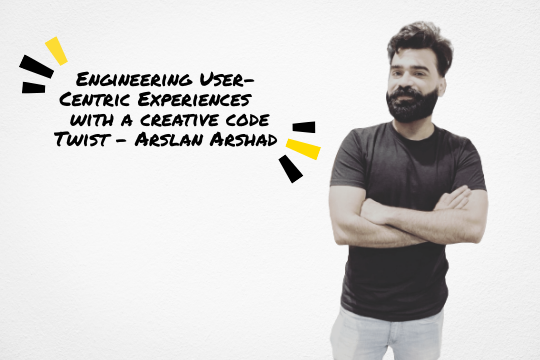 Engineering User-
Centric Experiences
with a creative code
Twist - Arslan Arshad